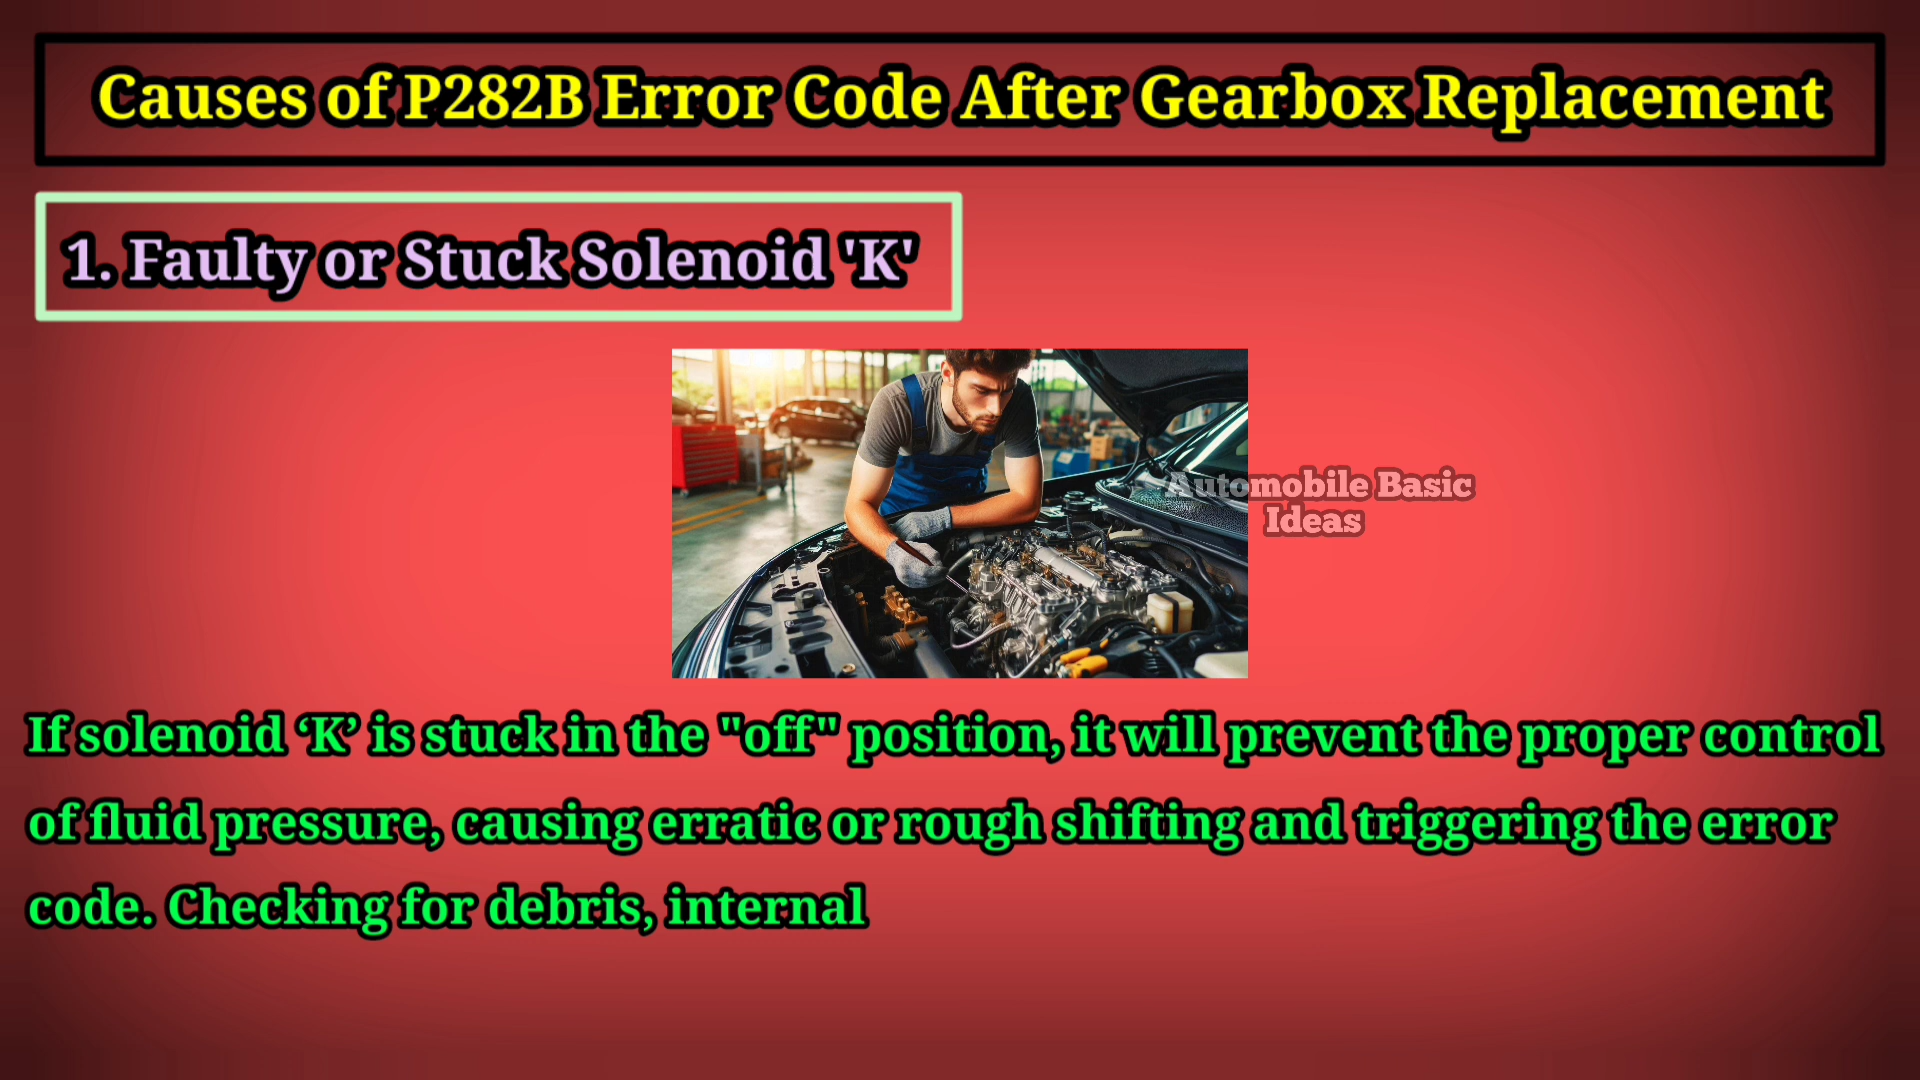 Causes of P282B Error Code After Gearbox Replacement
1. Faulty or Stuck Solenoid 'K'
Automobile Basic
Ideas
If solenoid ‘K’ is stuck in the "off" position, it will prevent the proper control
of fluid pressure, causing erratic or rough shifting and triggering the error
code. Checking for debris, internal